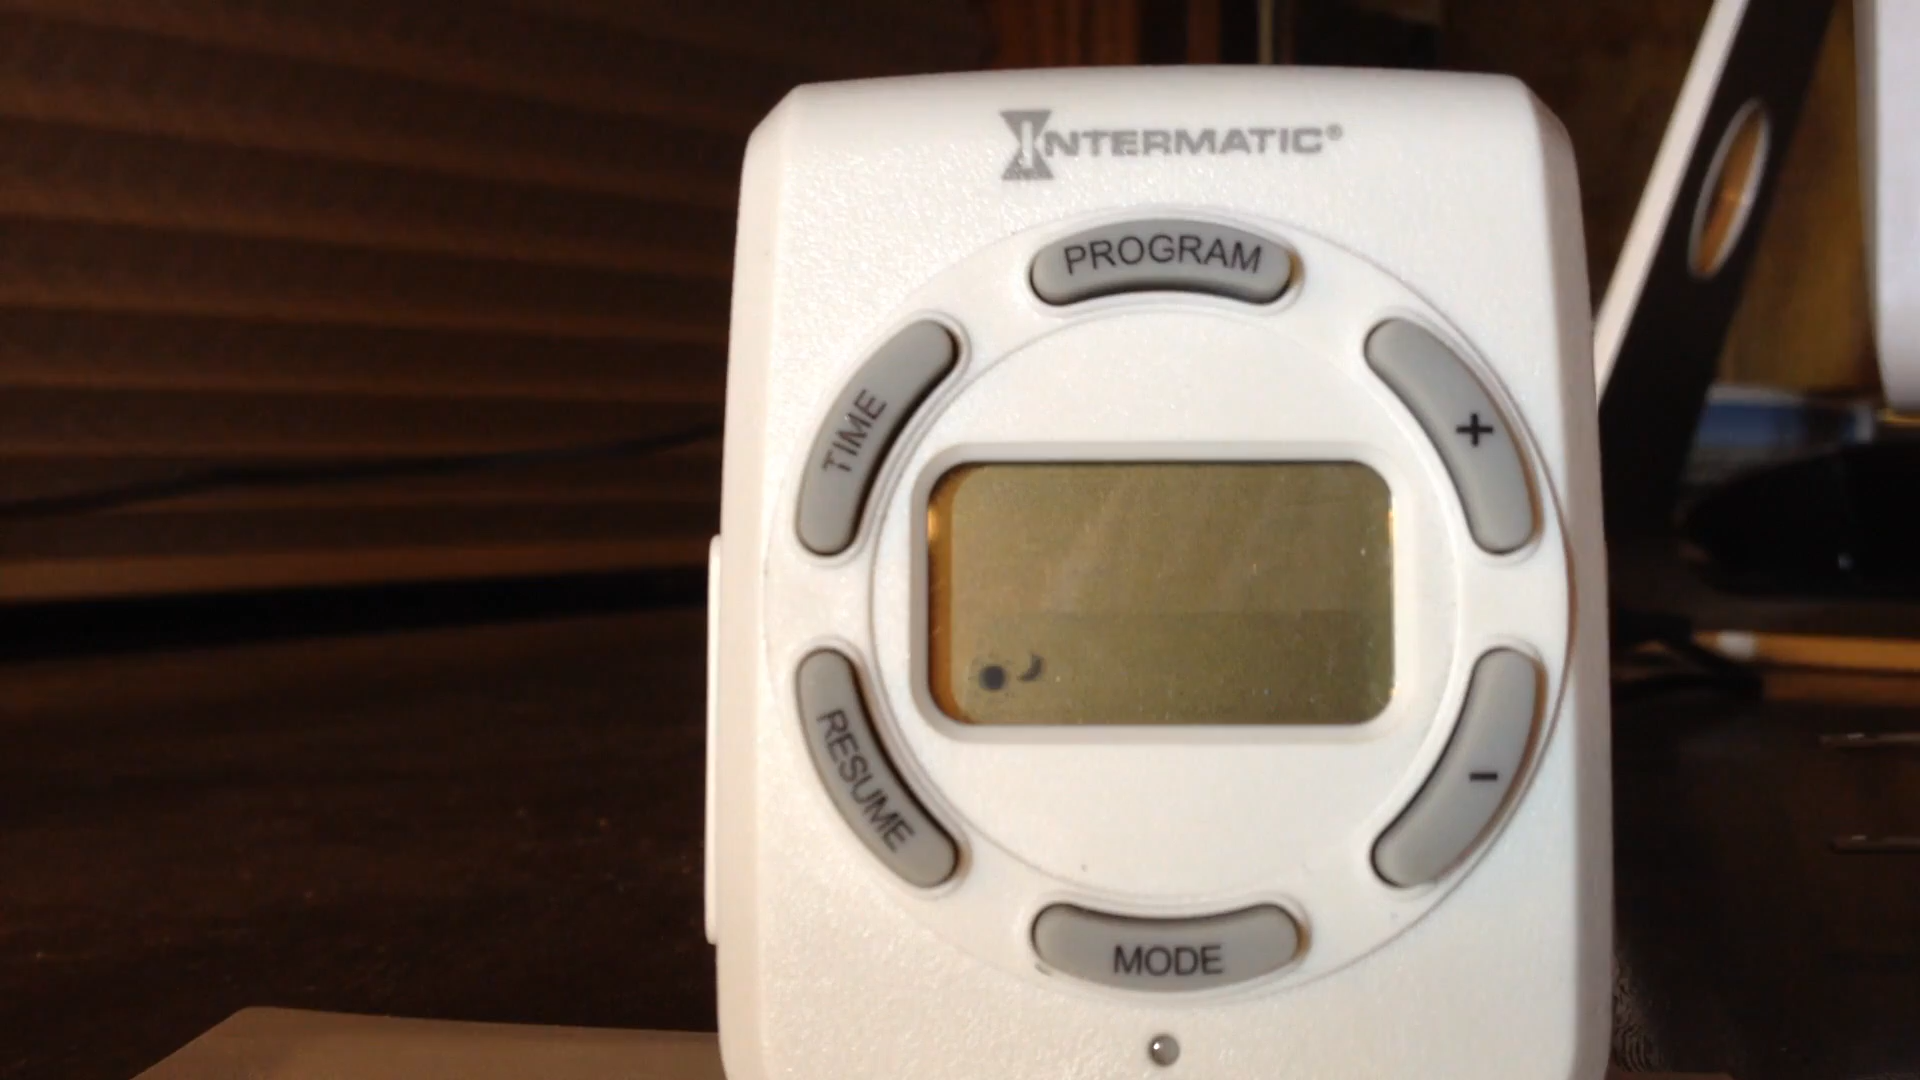 INTERMATIC®
PROGRAM
TIME
+
RESUME
-
MODE